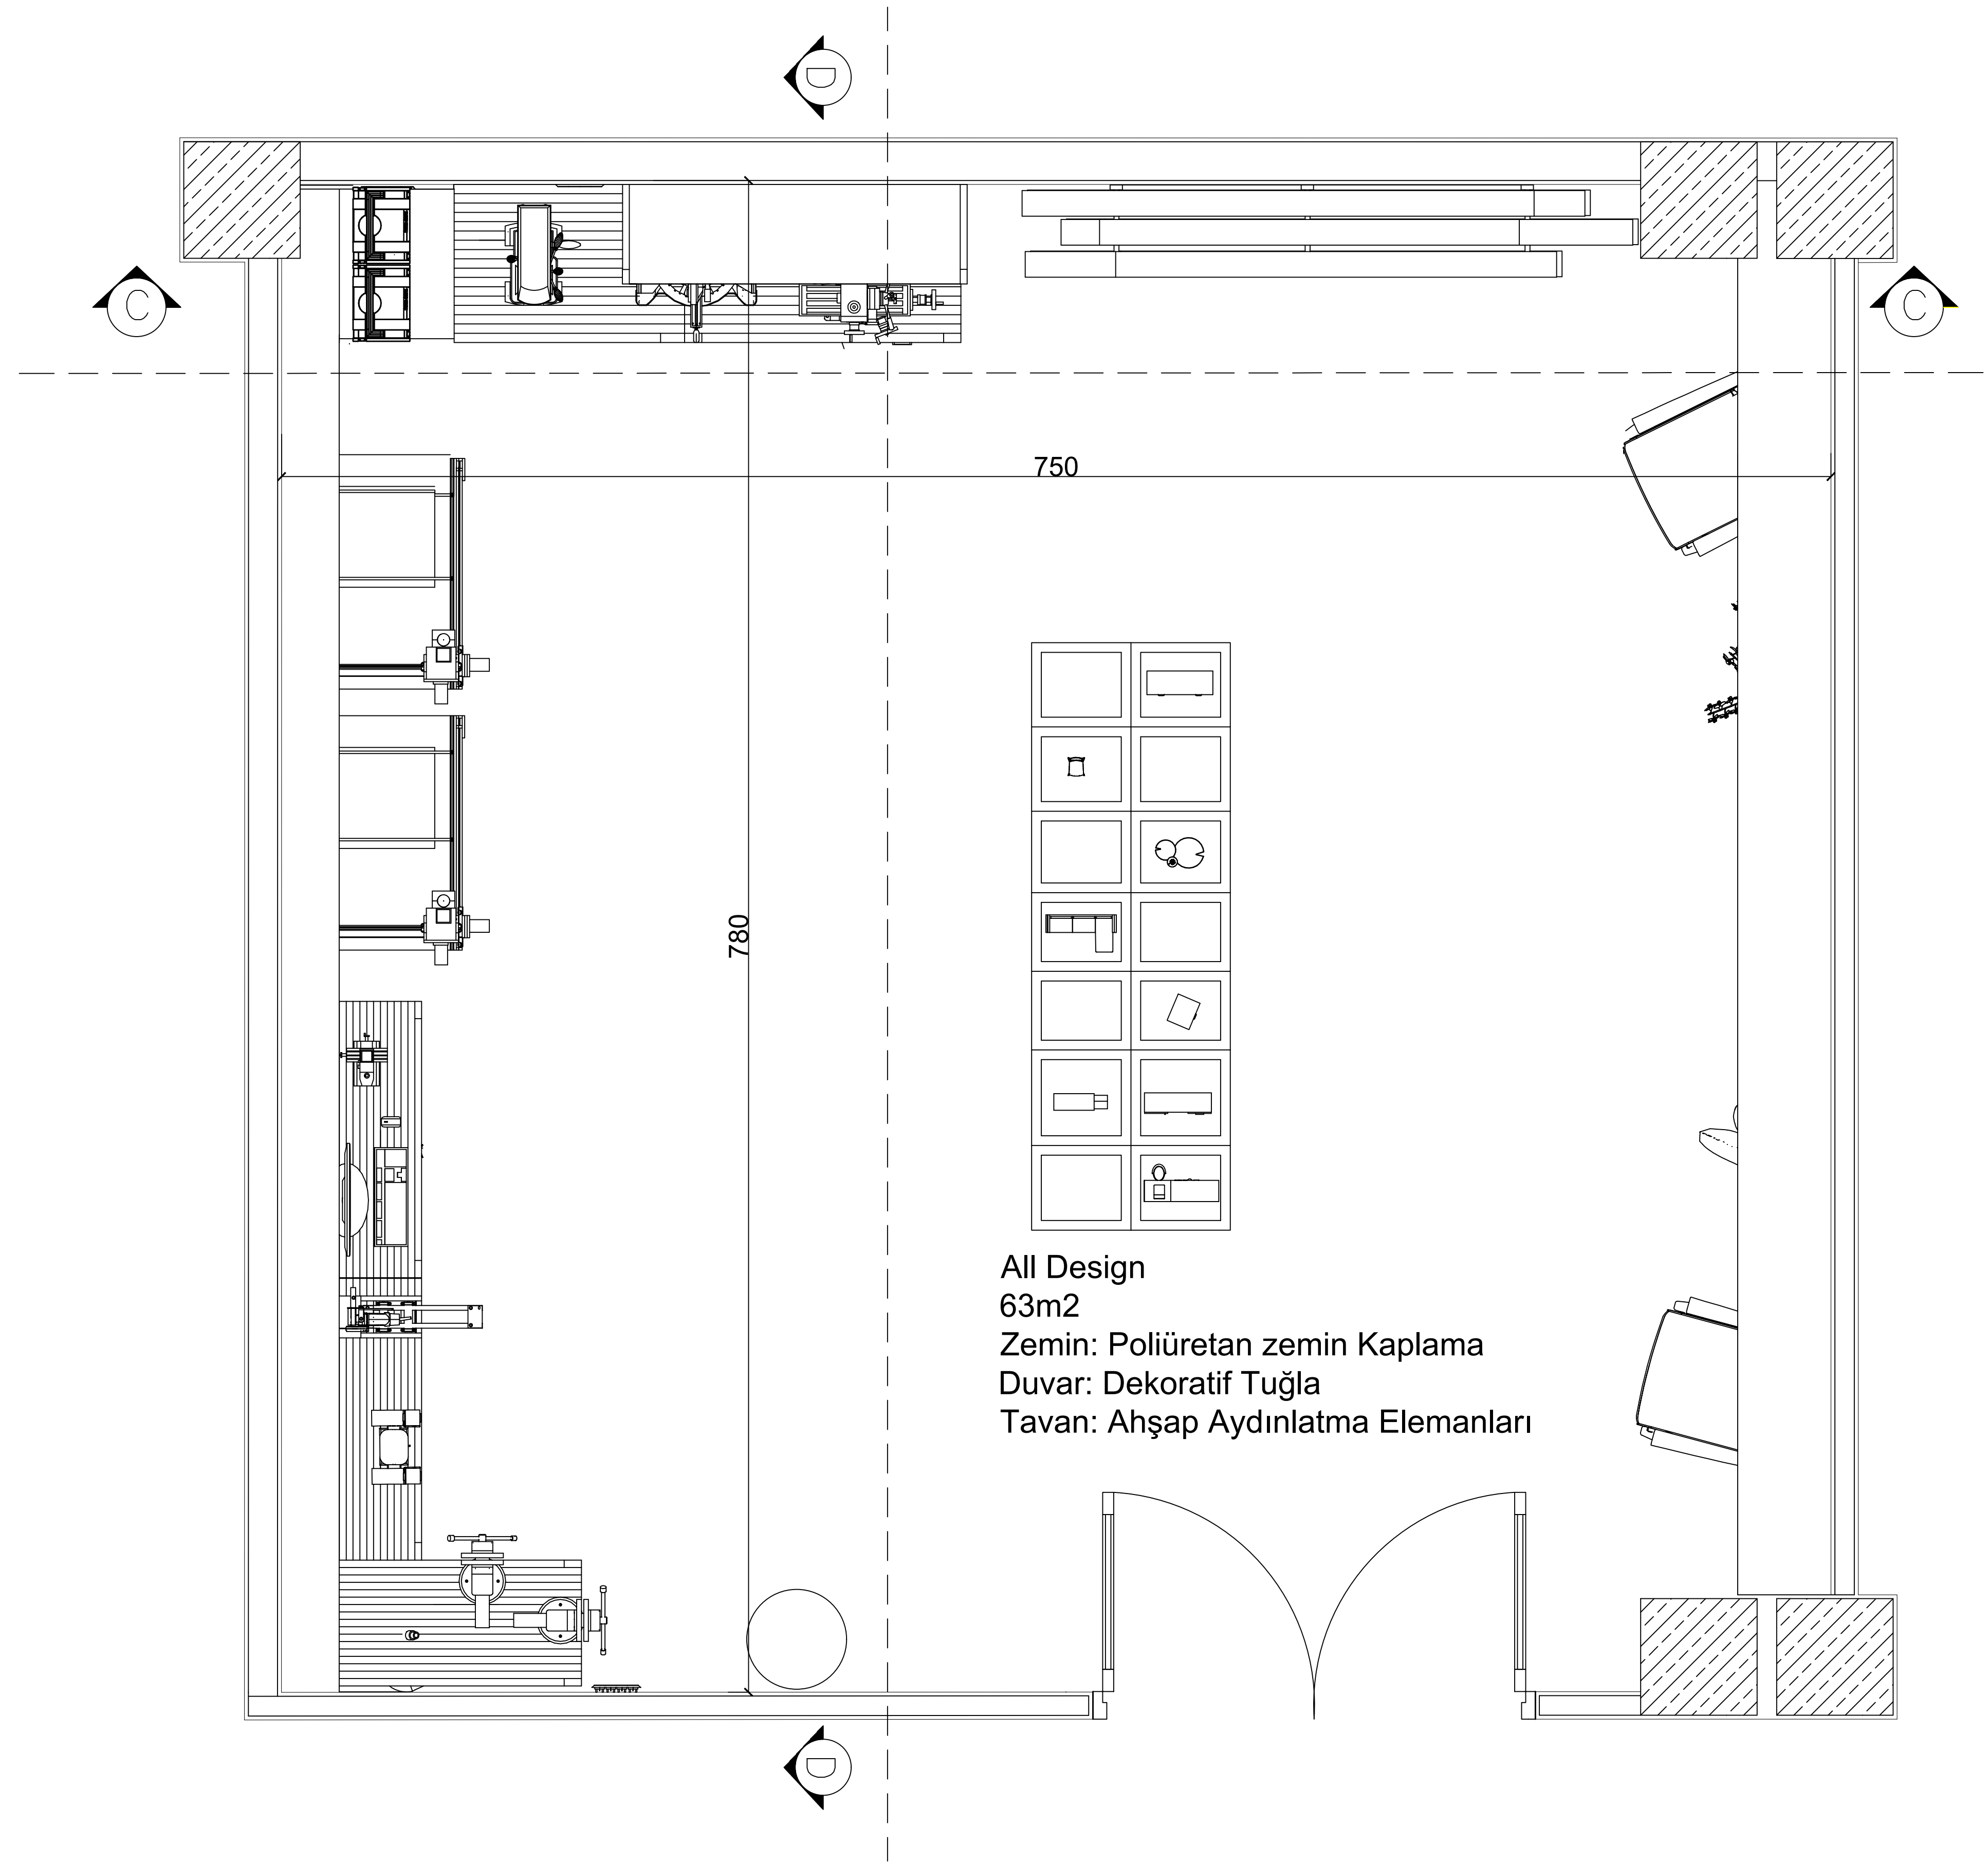 D
C
C
750
780
All Design
63m2
Zemin: Poliüretan zemin Kaplama
Duvar: Dekoratif Tuğla
Tavan: Ahşap Aydınlatma Elemanları
D